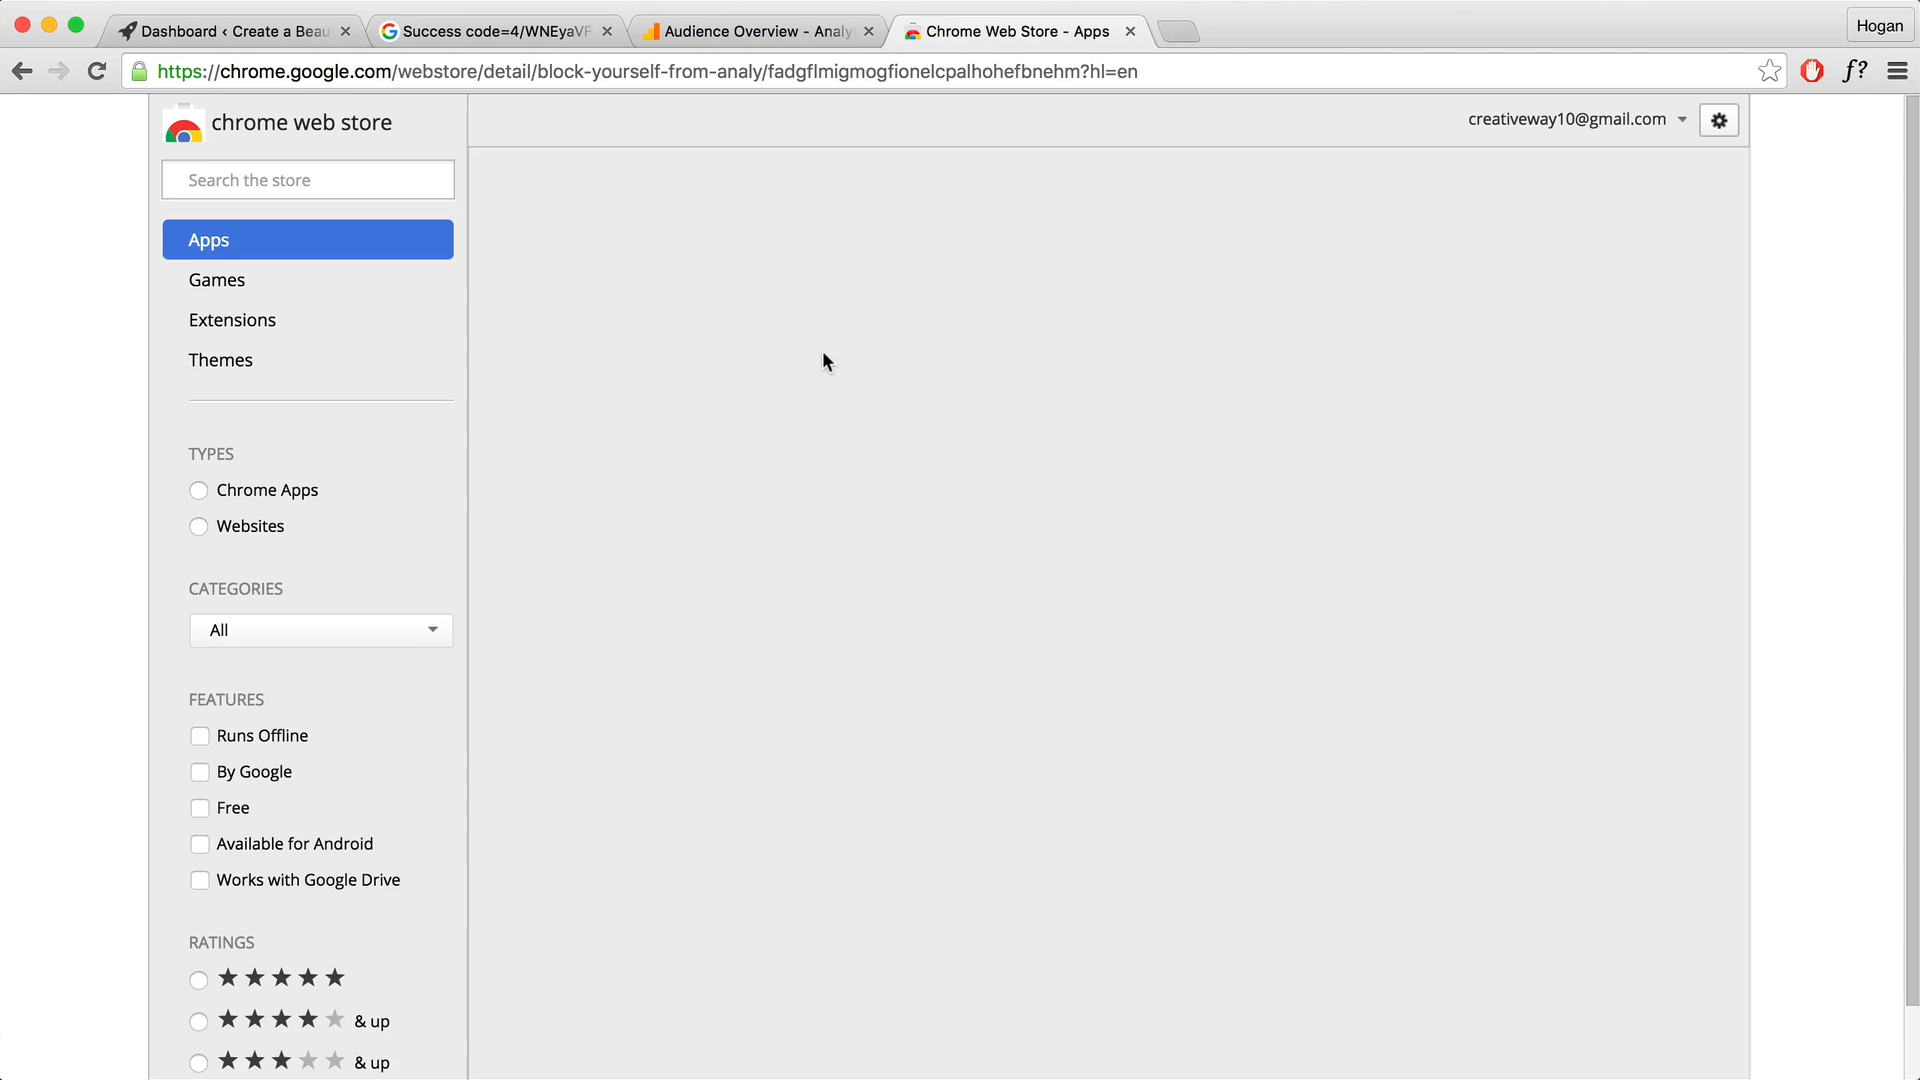 Dashboard ‹ Create a Beau
Success code=4/WNEyaVF
Audience Overview - Analy
Chrome Web Store - Apps
Hogan
https://chrome.google.com/webstore/detail/block-yourself-from-analy/fadgflmigmogfionelcpalhohefbnehm?hl=en
f?
chrome web store
creativeway10@gmail.com
Search the store
Apps
Games
Extensions
Themes
TYPES
Chrome Apps
Websites
CATEGORIES
All
FEATURES
Runs Offline
By Google
Free
Available for Android
Works with Google Drive
RATINGS
& up
& up